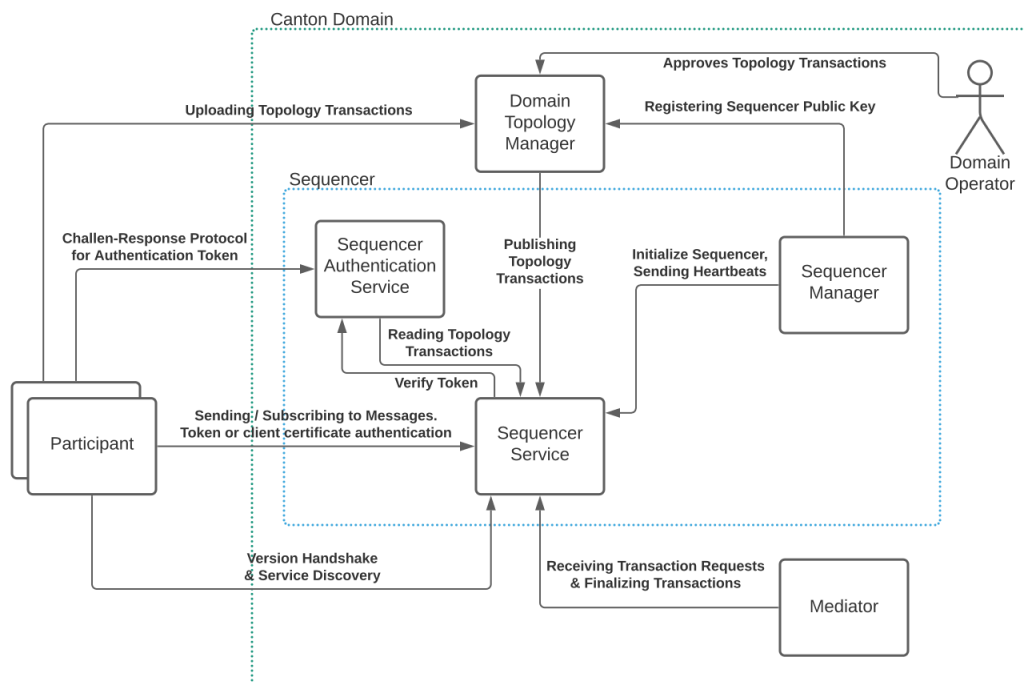 Canton Domain
Approves Topology Transactions
Uploading Topology Transactions
Domain
Topology
Manager
Registering Sequencer Public Key
Domain
Operator
Sequencer
Challen-Response Protocol
for Authentication Token
Sequencer
Authentication
Service
Publishing
Topology
Transactions
Initialize Sequencer,
Sending Heartbeats
Sequencer
Manager
Reading Topology
Transactions
Verify Token
Participant
Sending / Subscribing to Messages.
Token or client certificate authentication
Sequencer
Service
Version Handshake
& Service Discovery
Receiving Transaction Requests
& Finalizing Transactions
Mediator